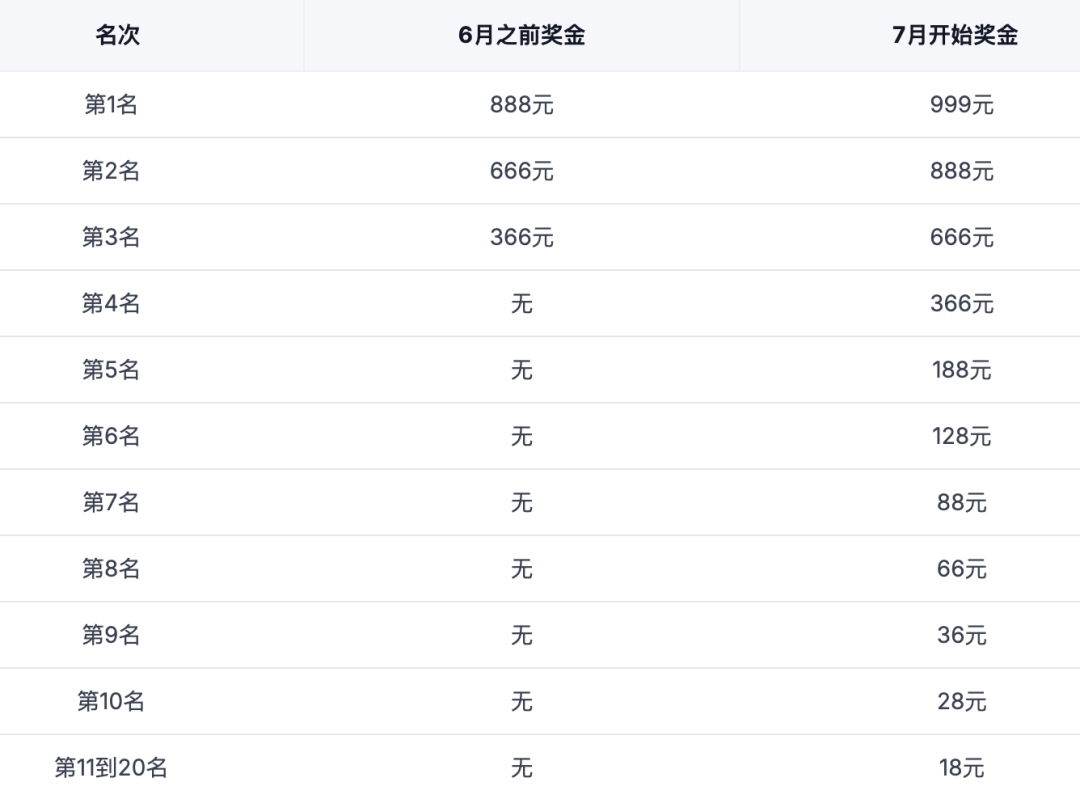 名次 6月之前奖金 7月开始奖金
第1名 888元 999元
第2名 666元 888元
第3名 366元 666元
第4名 无 366元
第5名 无 188元
第6名 无 128元
第7名 无 88元
第8名 无 66元
第9名 无 36元
第10名 无 28元
第11到20名 无 18元